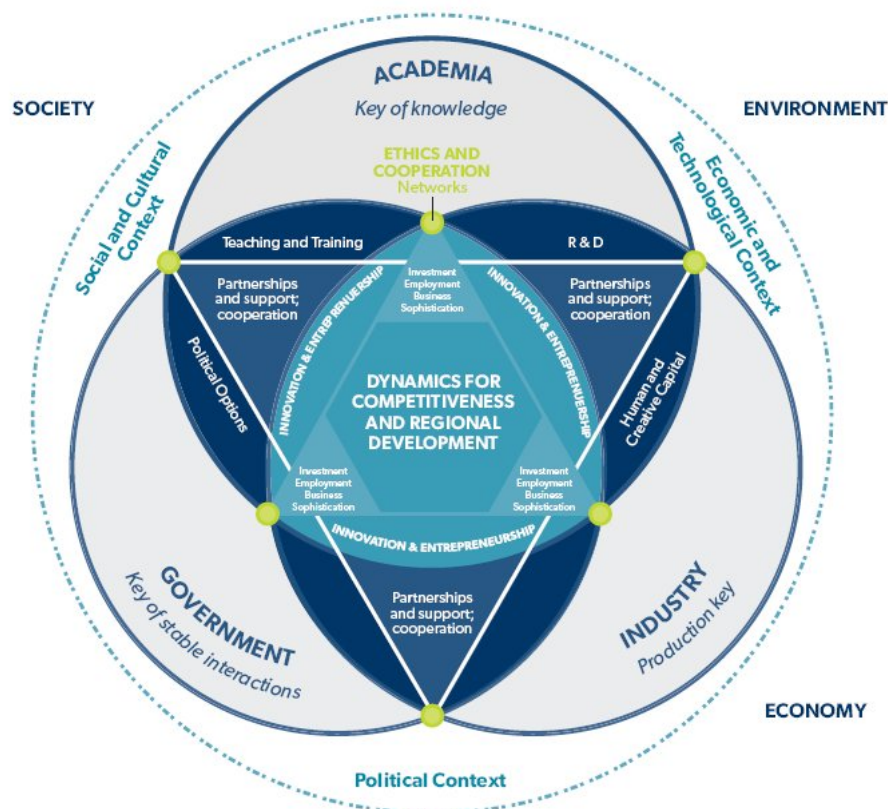 ACADEMIA
Key of knowledge
SOCIETY
ENVIRONMENT
ETHICS AND
COOPERATION
Networks
Social and Cultural
Context
Economic and
Technological Context
Teaching and Training
R & D
Partnerships
and support;
cooperation
Investment
Employment
Business
Sophistication
Partnerships
and support;
cooperation
INNOVATION & ENTREPRENUERSHIP
INNOVATION & ENTREPRENUERSHIP
Political Options
Human and
Creative Capital
DYNAMICS FOR
COMPETITIVENESS
AND REGIONAL
DEVELOPMENT
Investment
Employment
Business
Sophistication
Investment
Employment
Business
Sophistication
INNOVATION & ENTREPRENEURSHIP
GOVERNMENT
Key of stable interactions
Partnerships
and support;
cooperation
INDUSTRY
Production key
ECONOMY
Political Context